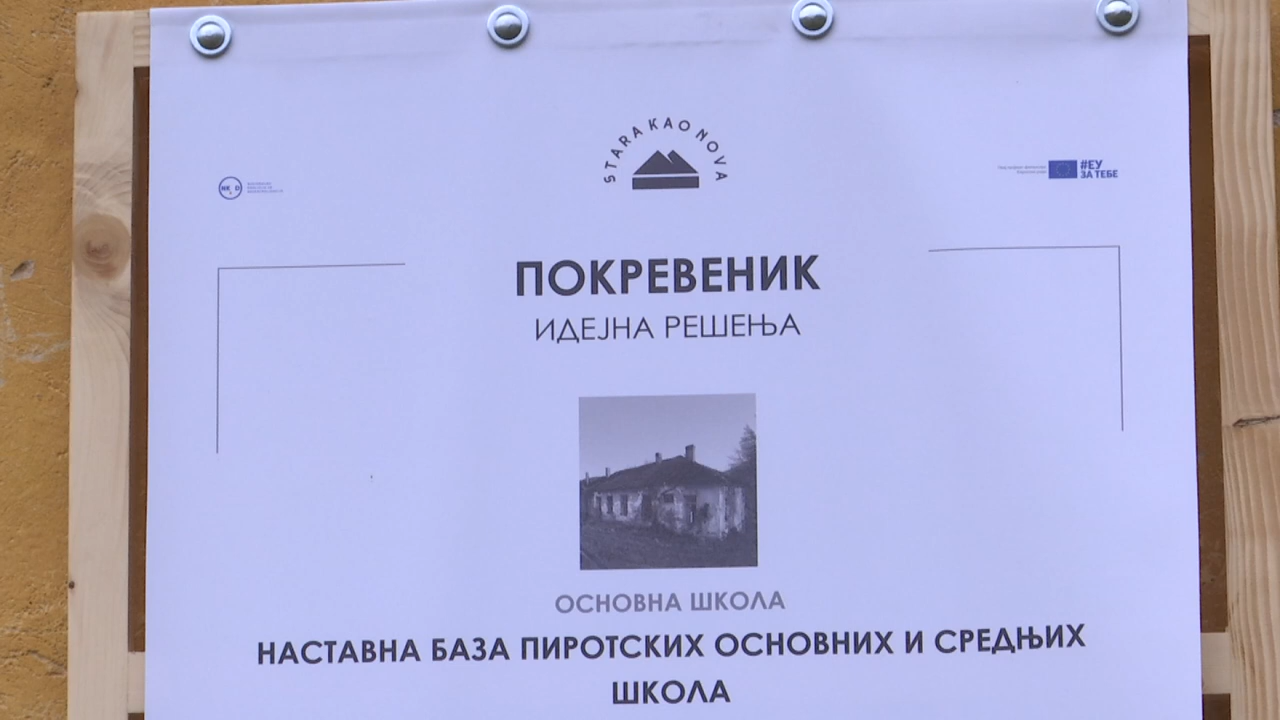 STARA KAO NOVA
#ЕУ
ЗА ТЕБЕ
ПОКРЕВЕНИК
ИДЕЈНА РЕШЕЊА
ОСНОВНА ШКОЛА
НАСТАВНА БАЗА ПИРОТСКИХ ОСНОВНИХ И СРЕДЊИХ
ШКОЛА